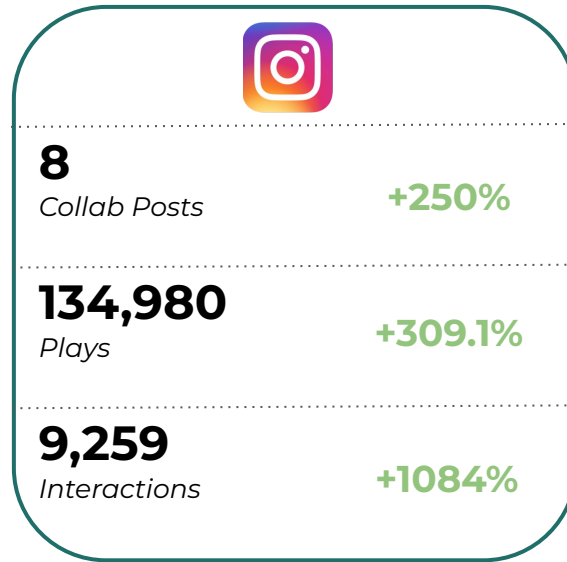 8
Collab Posts
+250%
134,980
Plays
+309.1%
9,259
Interactions
+1084%